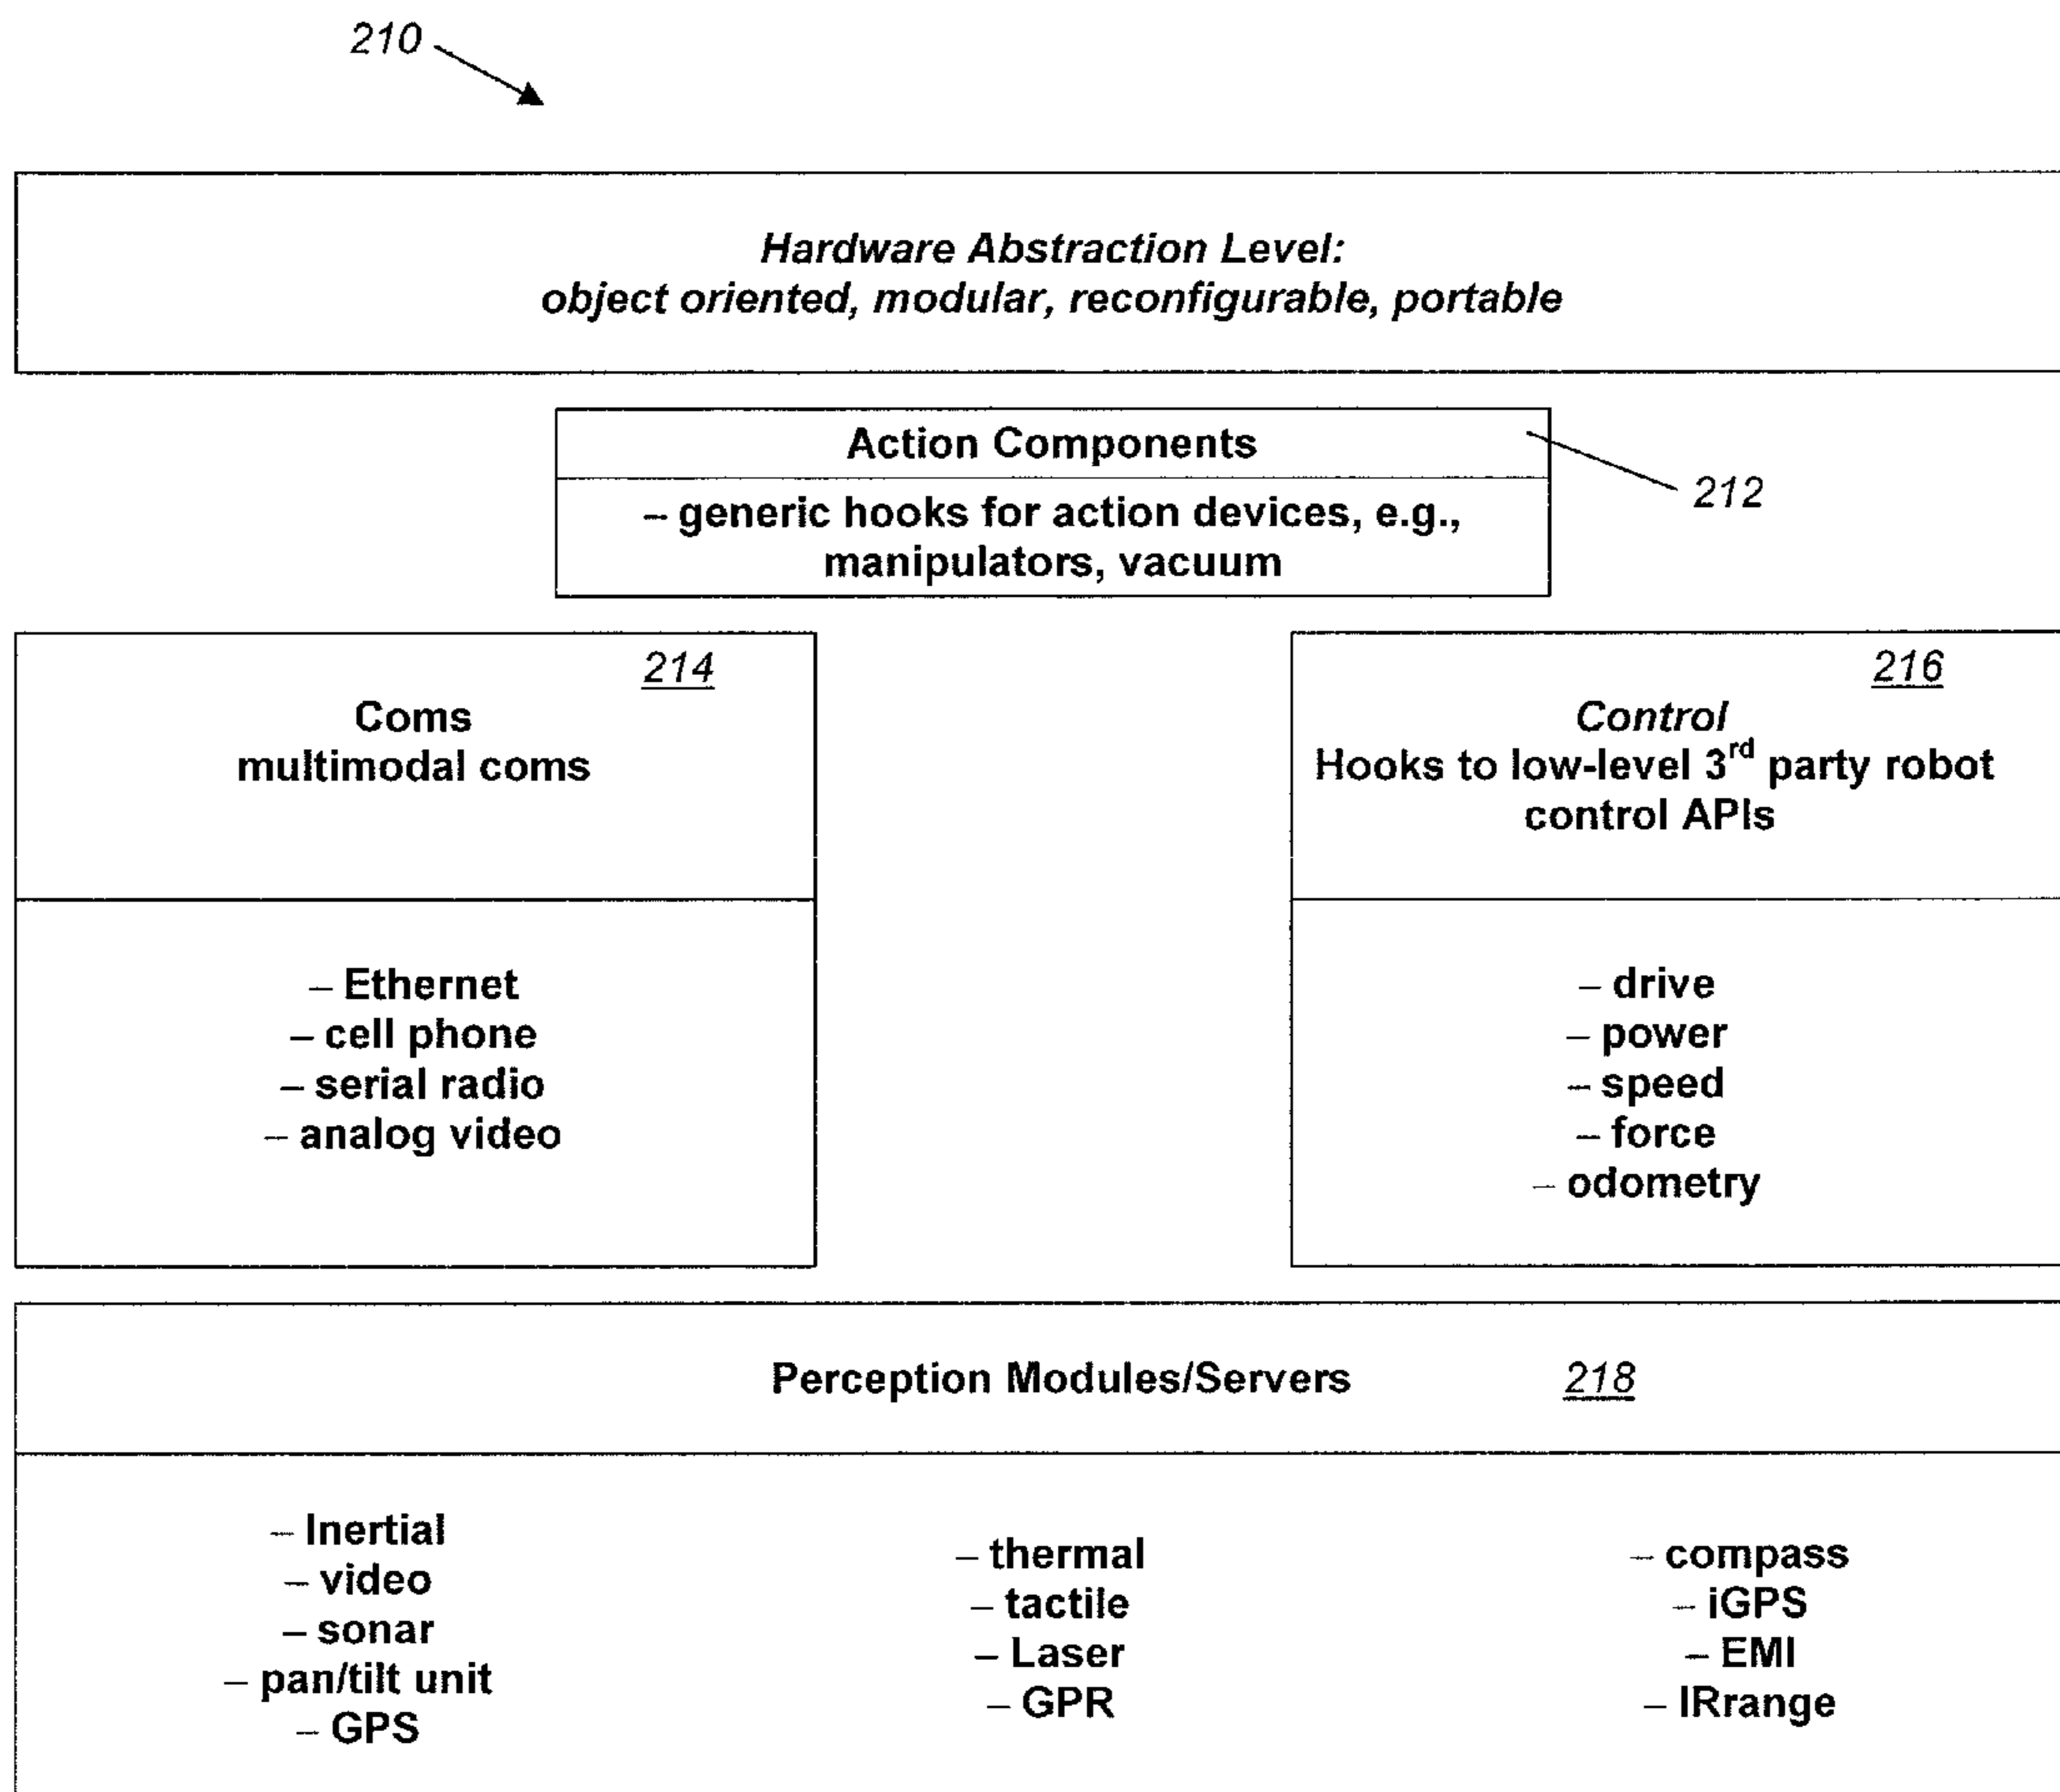 210
Hardware Abstraction Level:
object oriented, modular, reconfigurable, portable
Action Components
– generic hooks for action devices, e.g.,
manipulators, vacuum
212
214
Coms
multimodal coms
– Ethernet
– cell phone
– serial radio
– analog video
216
Control
Hooks to low-level 3rd party robot
control APIs
– drive
– power
– speed
– force
– odometry
Perception Modules/Servers 218
– Inertial
– video
– sonar
– pan/tilt unit
– GPS
– thermal
– tactile
– Laser
– GPR
– compass
– iGPS
– EMI
– IRrange